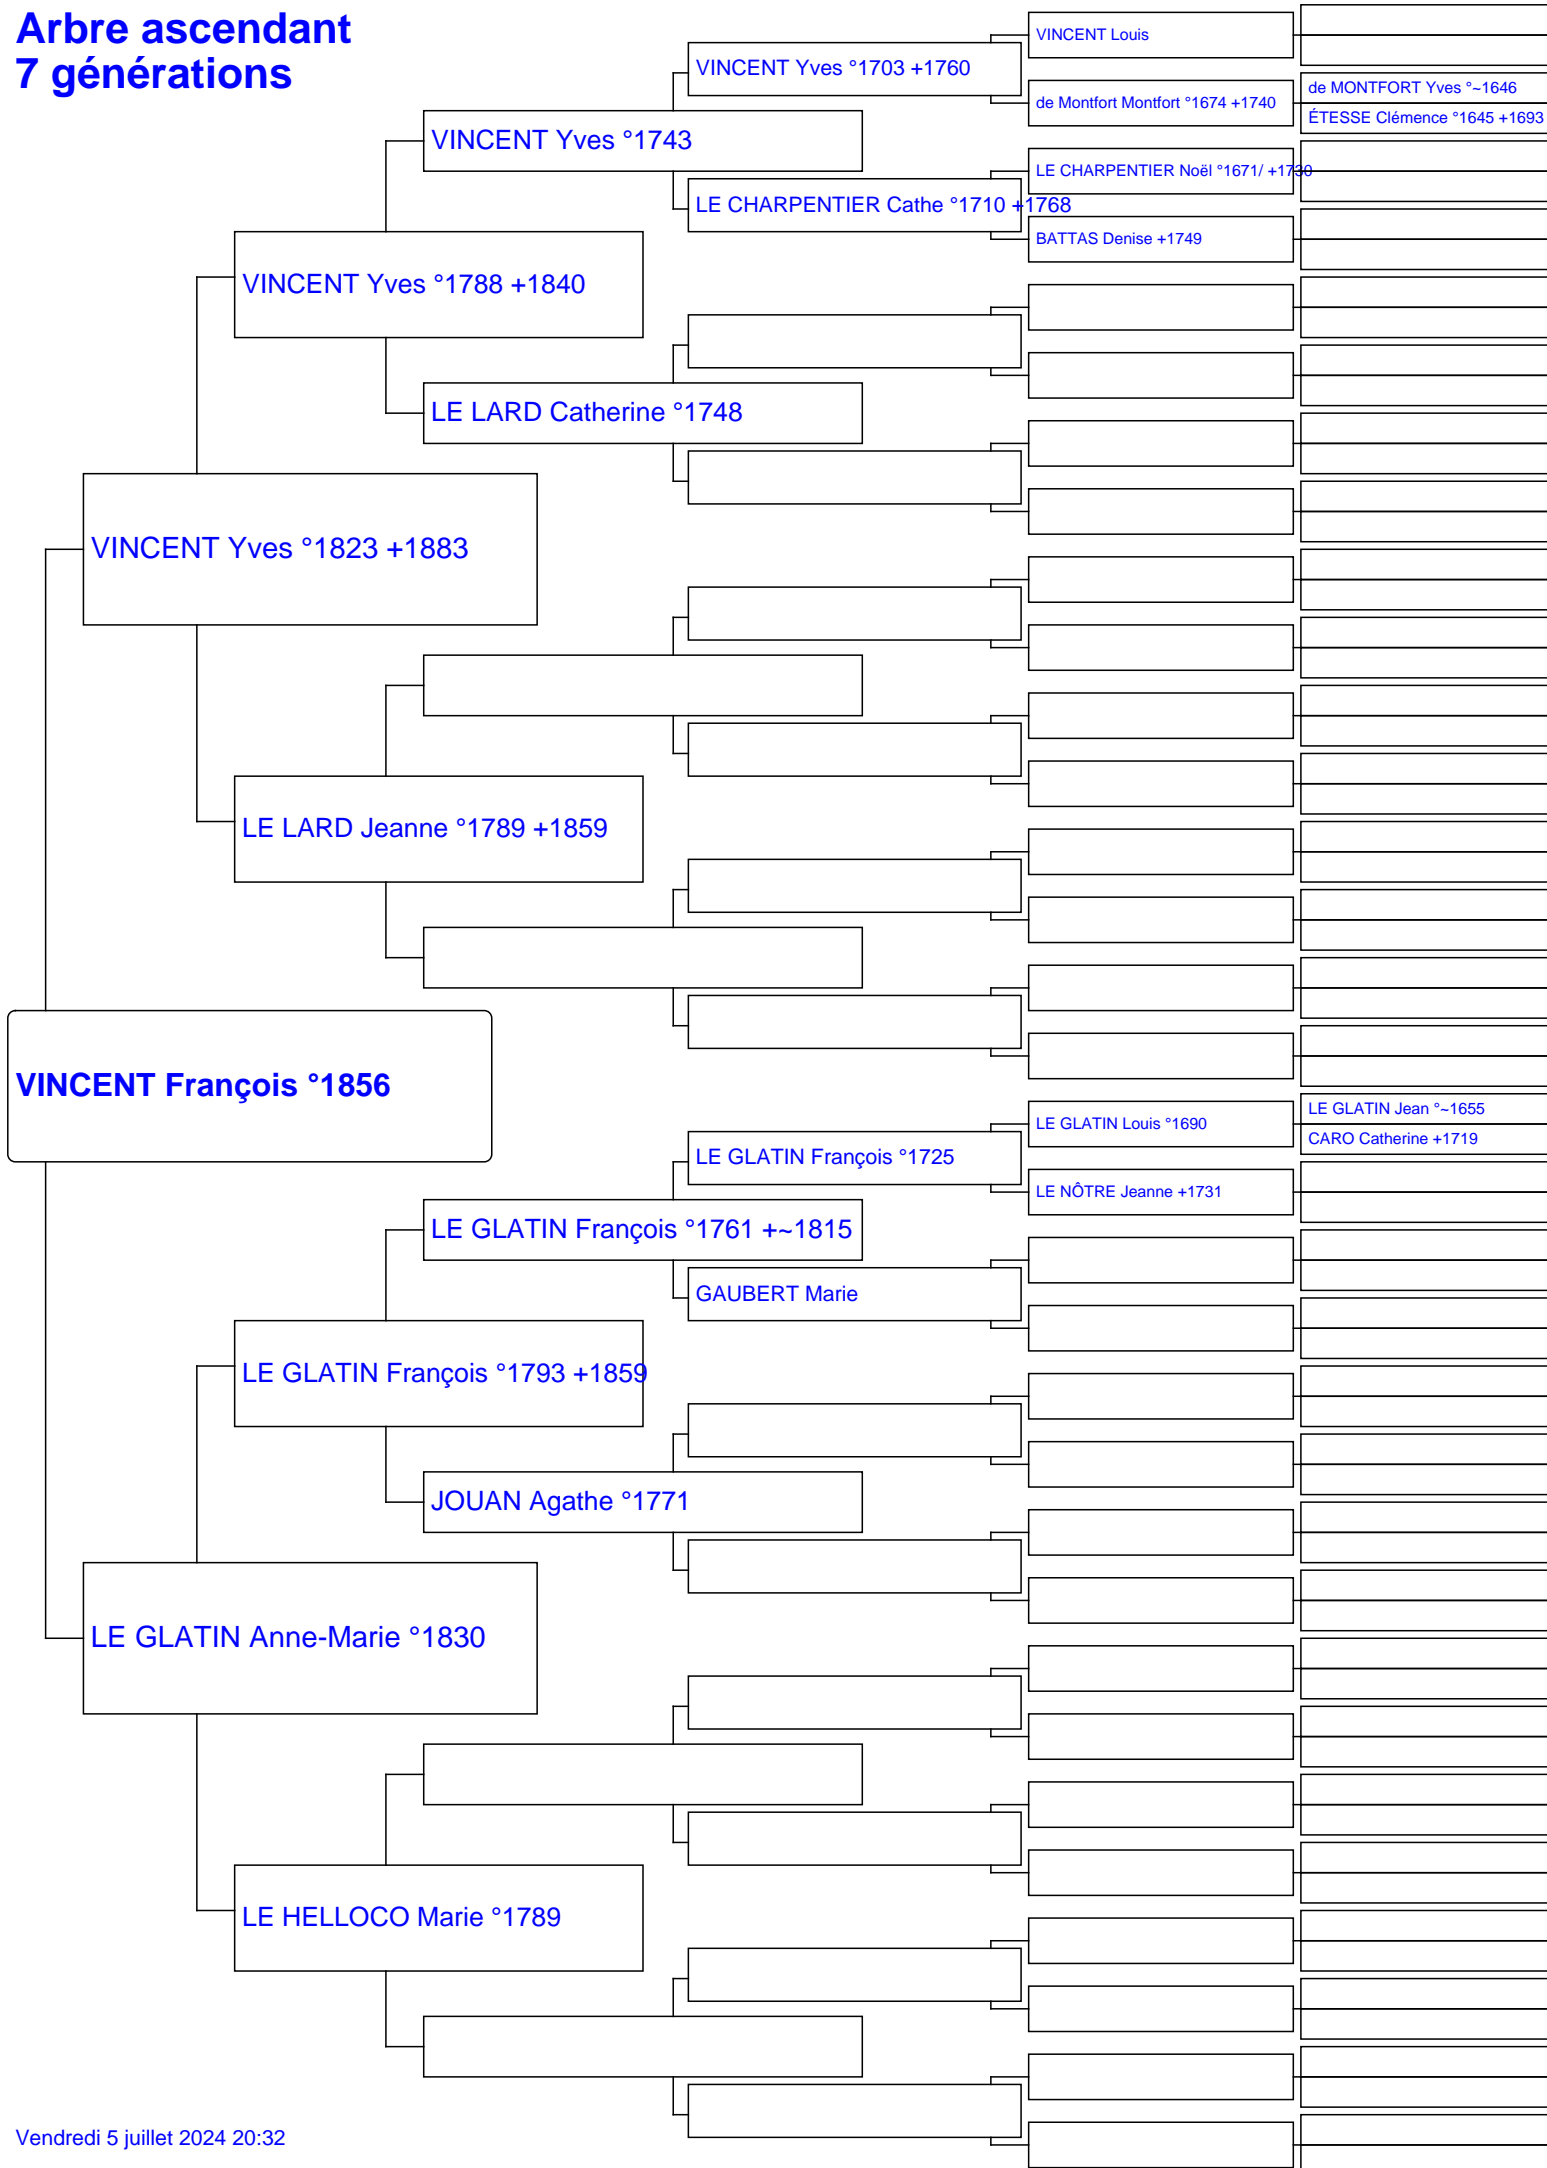 Arbre ascendant
7 générations
VINCENT Louis
VINCENT Yves °1703 +1760
de MONTFORT Yves °~1646
de Montfort Montfort °1674 +1740
ÉTESSE Clémence °1645 +1693
VINCENT Yves °1743
LE CHARPENTIER Noël °1671/ +1730
LE CHARPENTIER Cathe °1710 +1768
BATTAS Denise +1749
VINCENT Yves °1788 +1840
LE LARD Catherine °1748
VINCENT Yves °1823 +1883
LE LARD Jeanne °1789 +1859
VINCENT François °1856
LE GLATIN Jean °~1655
LE GLATIN Louis °1690
CARO Catherine +1719
LE GLATIN François °1725
LE NÔTRE Jeanne +1731
LE GLATIN François °1761 +~1815
GAUBERT Marie
LE GLATIN François °1793 +1859
JOUAN Agathe °1771
LE GLATIN Anne-Marie °1830
LE HELLOCO Marie °1789
Vendredi 5 juillet 2024 20:32